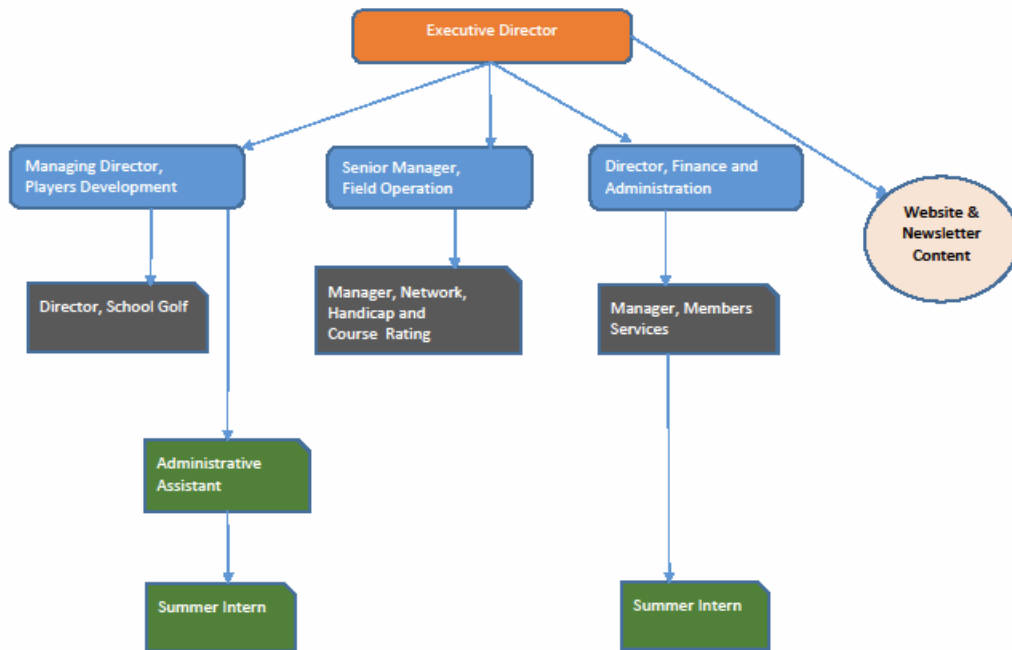 Executive Director
Managing Director,
Players Development
Senior Manager,
Field Operation
Director, Finance and
Administration
Website &
Newsletter
Content
Director, School Golf
Manager, Network,
Handicap and
Course Rating
Manager, Members
Services
Administrative
Assistant
Summer Intern
Summer Intern